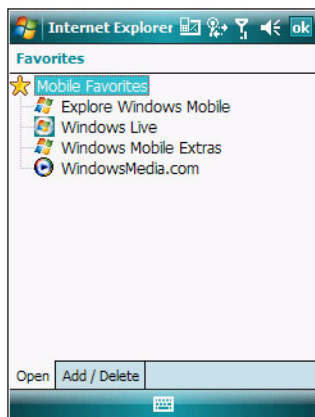 Internet Explorer ok
Favorites
Mobile Favorites
Explore Windows Mobile
Windows Live
Windows Mobile Extras
WindowsMedia.com
Open Add / Delete